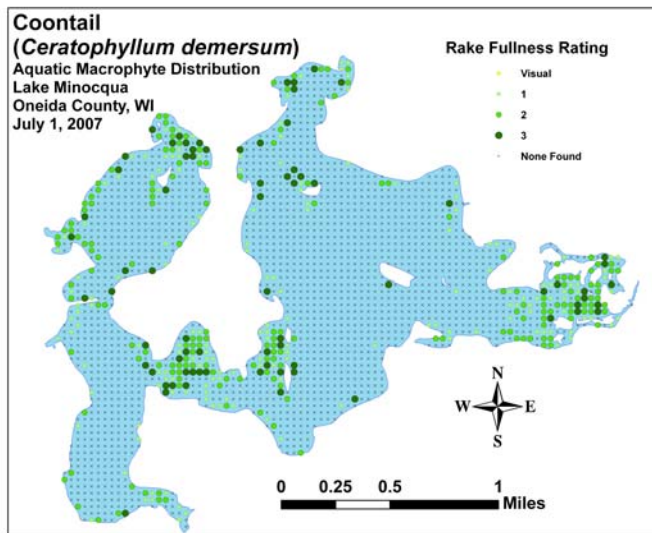 Coontail
(Ceratophyllum demersum)
Aquatic Macrophyte Distribution
Lake Minocqua
Oneida County, WI
July 1, 2007
Rake Fullness Rating
Visual
1
2
3
None Found
N
W E
S
0 0.25 0.5 1
Miles